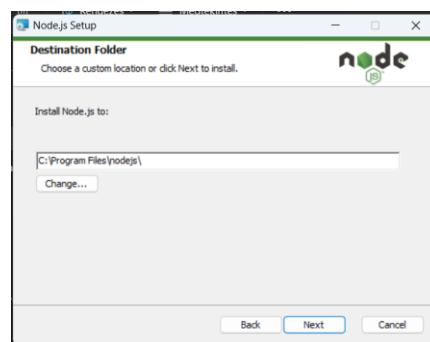 Node.js Setup
Destination Folder
Choose a custom location or click Next to install.
node
JS
Install Node.js to:
C:\Program Files\nodejs\
Change...
Back Next Cancel